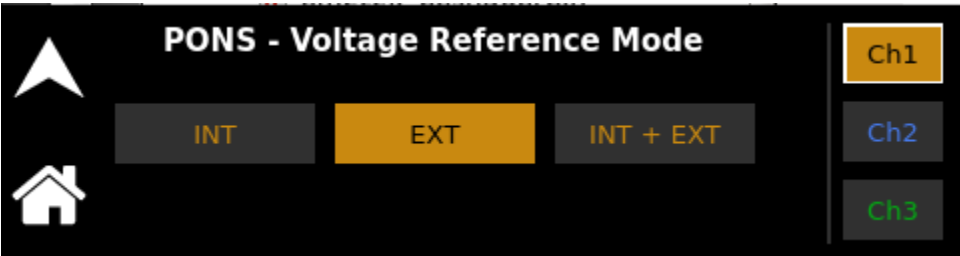 PONS - Voltage Reference Mode
INT
EXT
INT + EXT
Ch1
Ch2
Ch3